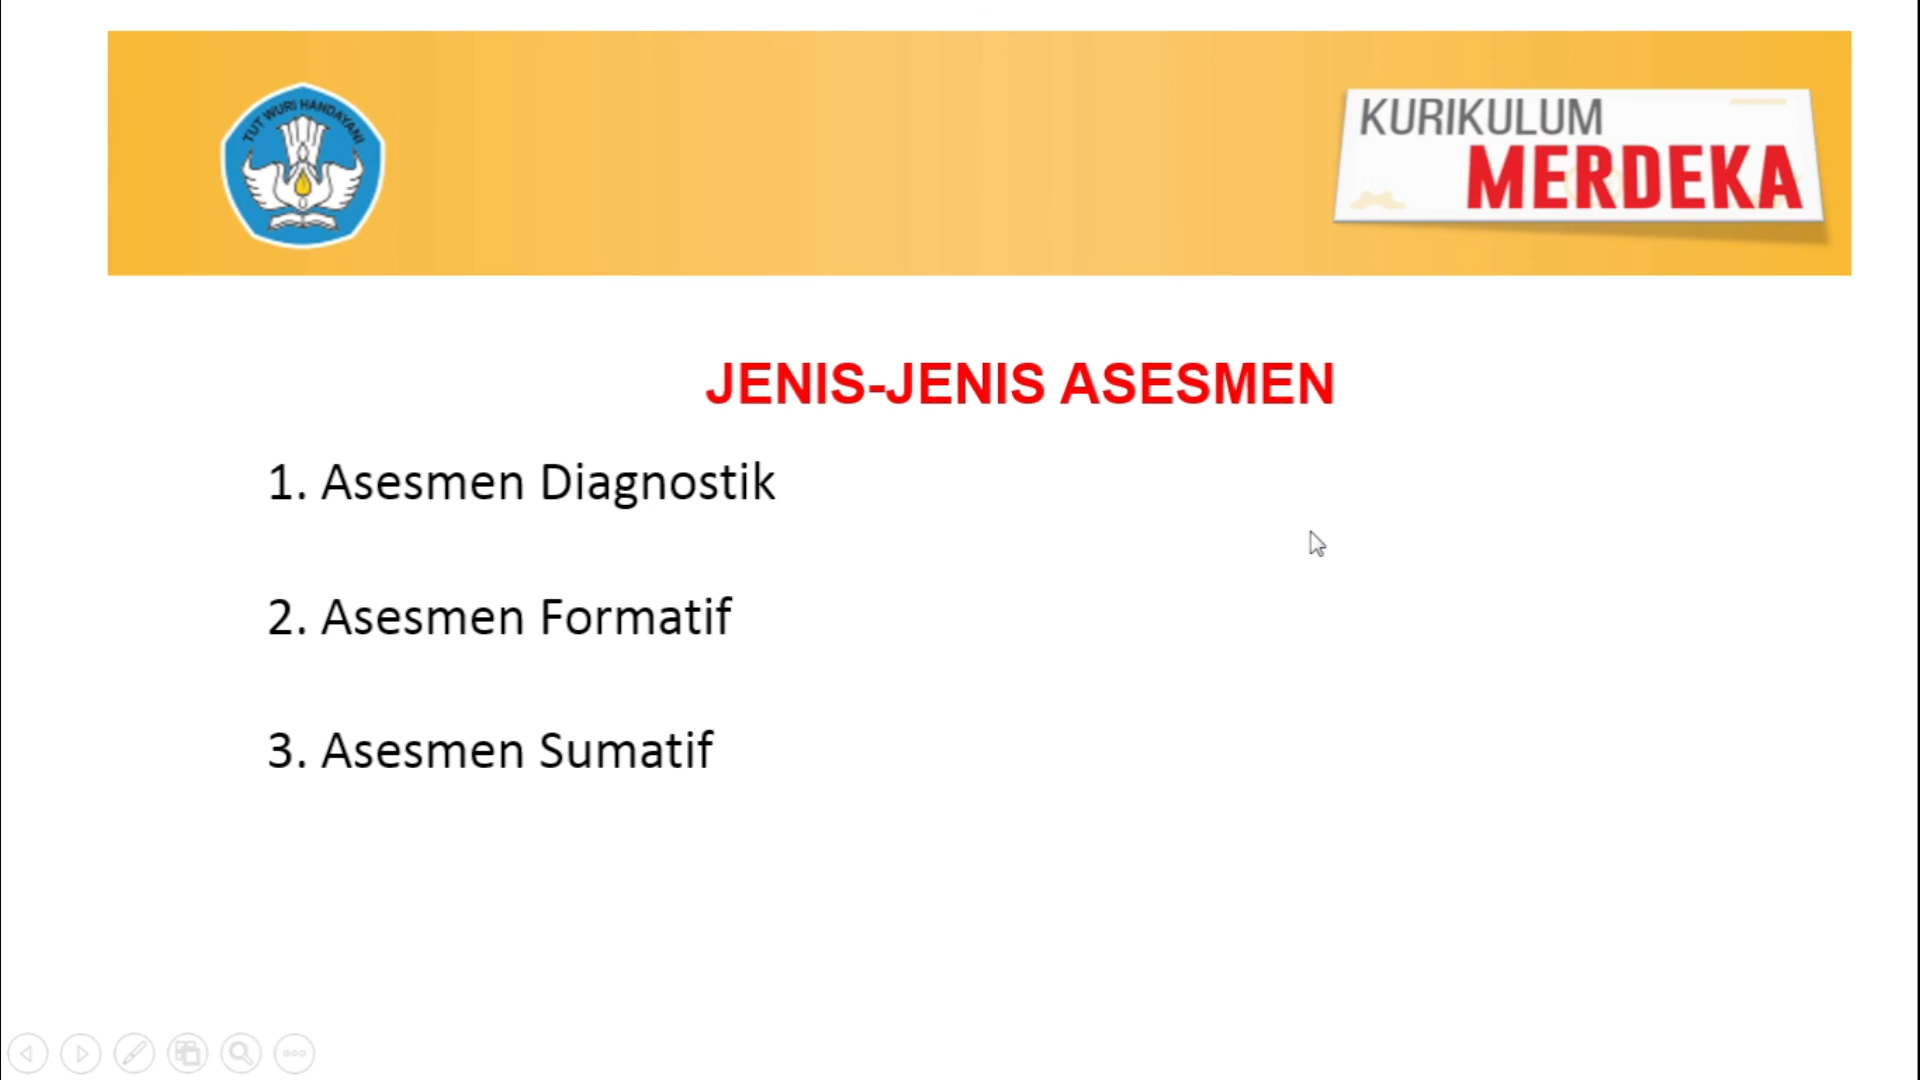 TUT WURI HANDAYANI
KURIKULUM
MERDEKA
JENIS-JENIS ASESMEN
1. Asesmen Diagnostik
2. Asesmen Formatif
3. Asesmen Sumatif